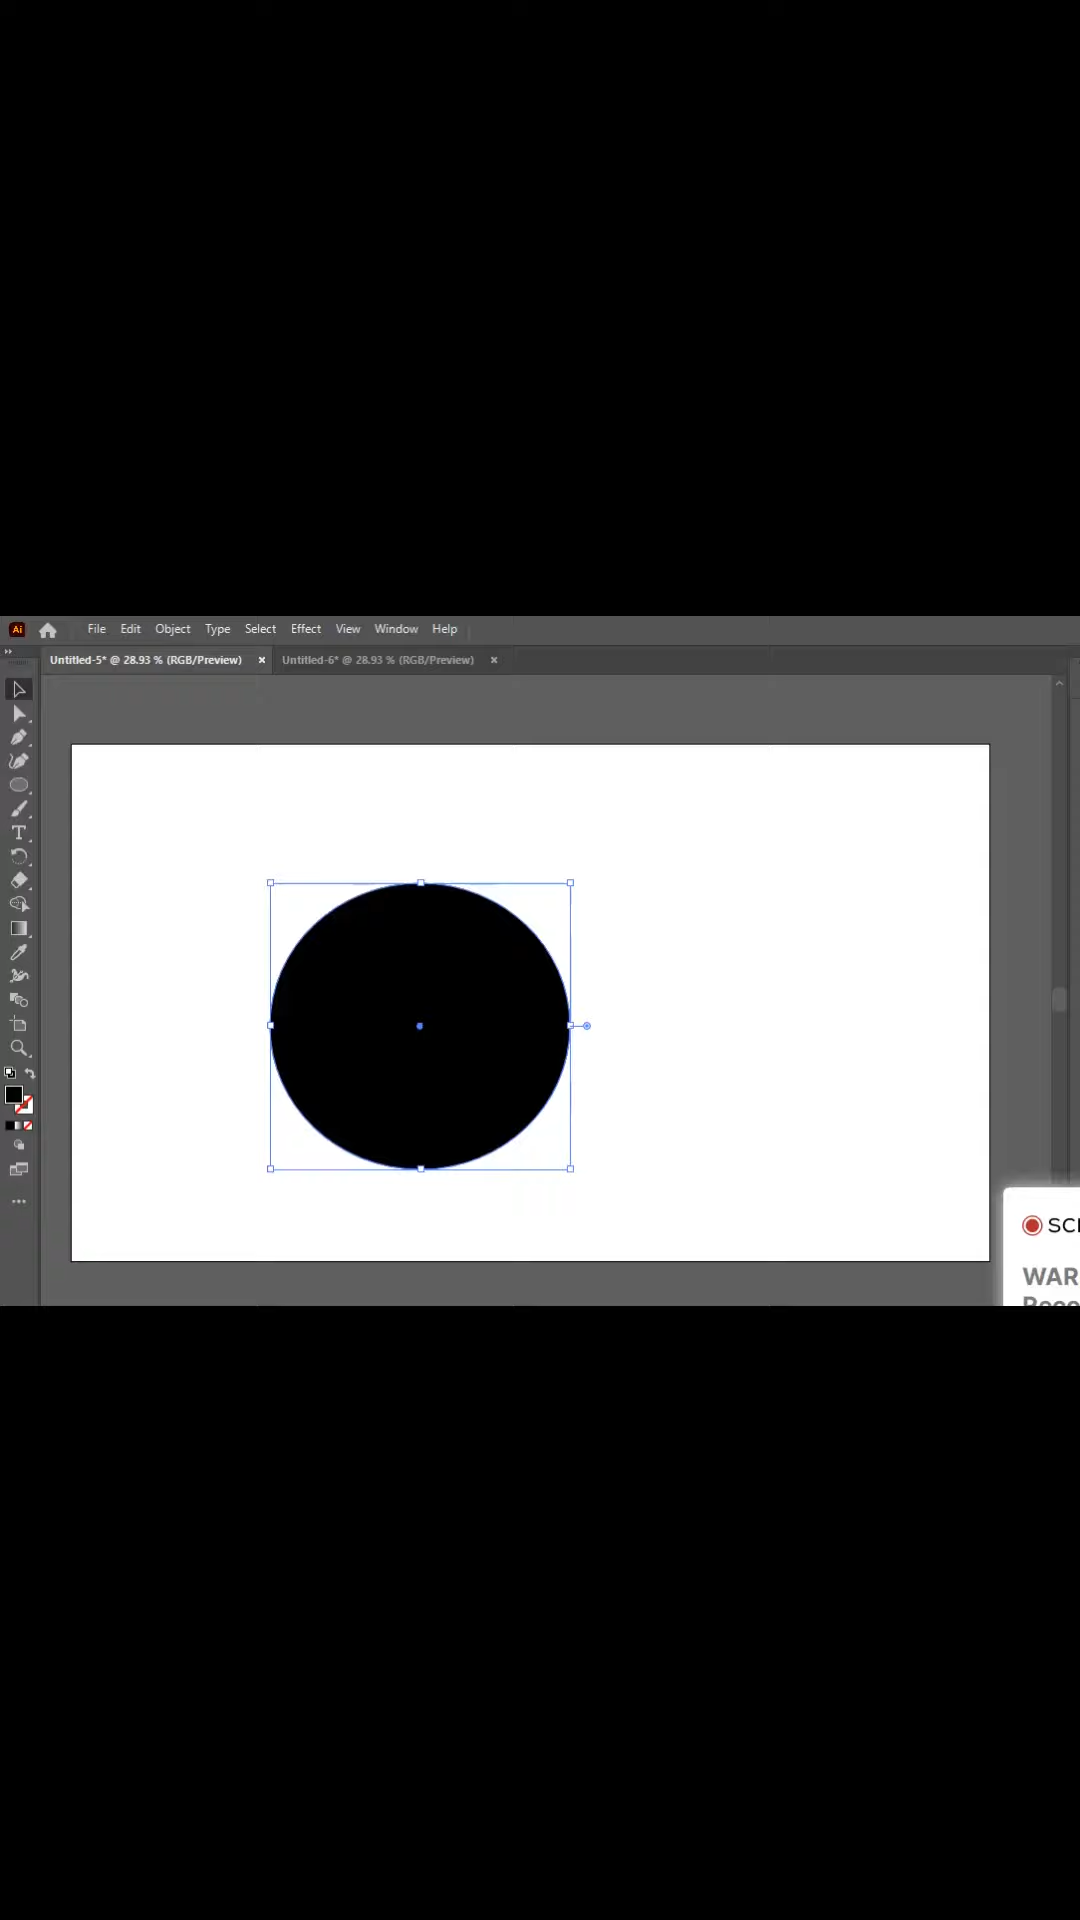 Ai File Edit Object Type Select Effect View Window Help
Untitled-5* @ 28.93 % (RGB/Preview) × Untitled-6* @ 28.93 % (RGB/Preview) ×
T
SC
WAR